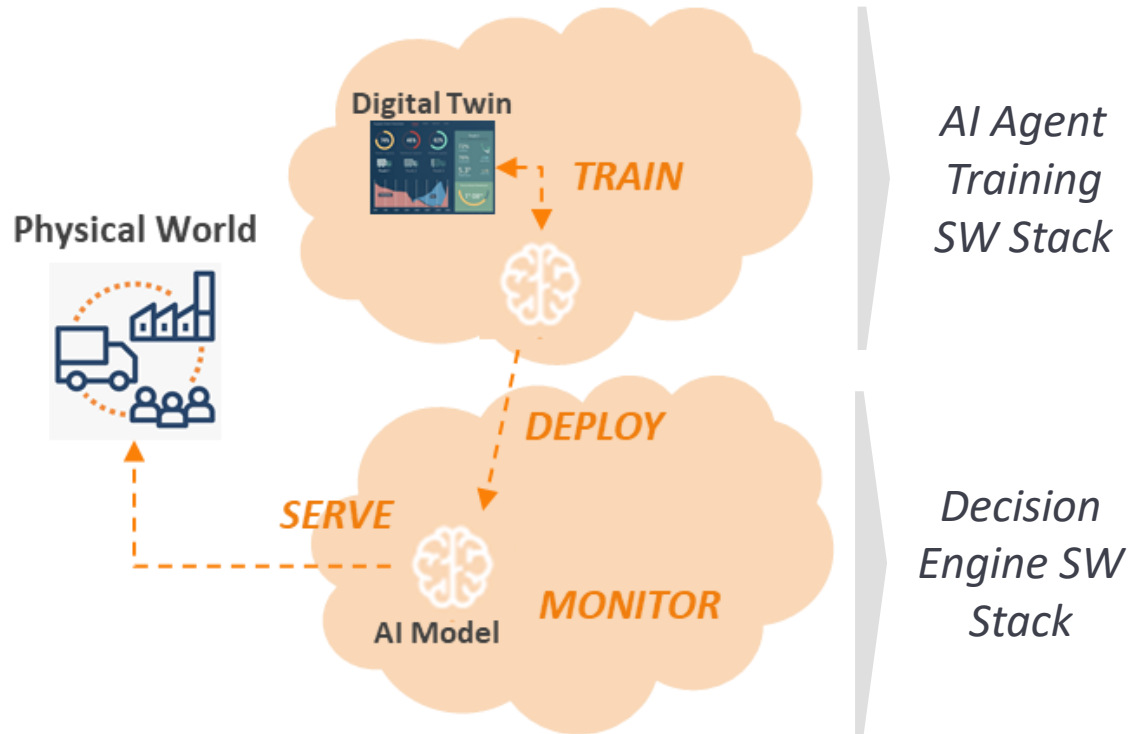 Digital Twin
TRAIN
AI Agent
Training
SW Stack
Physical World
DEPLOY
SERVE
MONITOR
AI Model
Decision
Engine SW
Stack